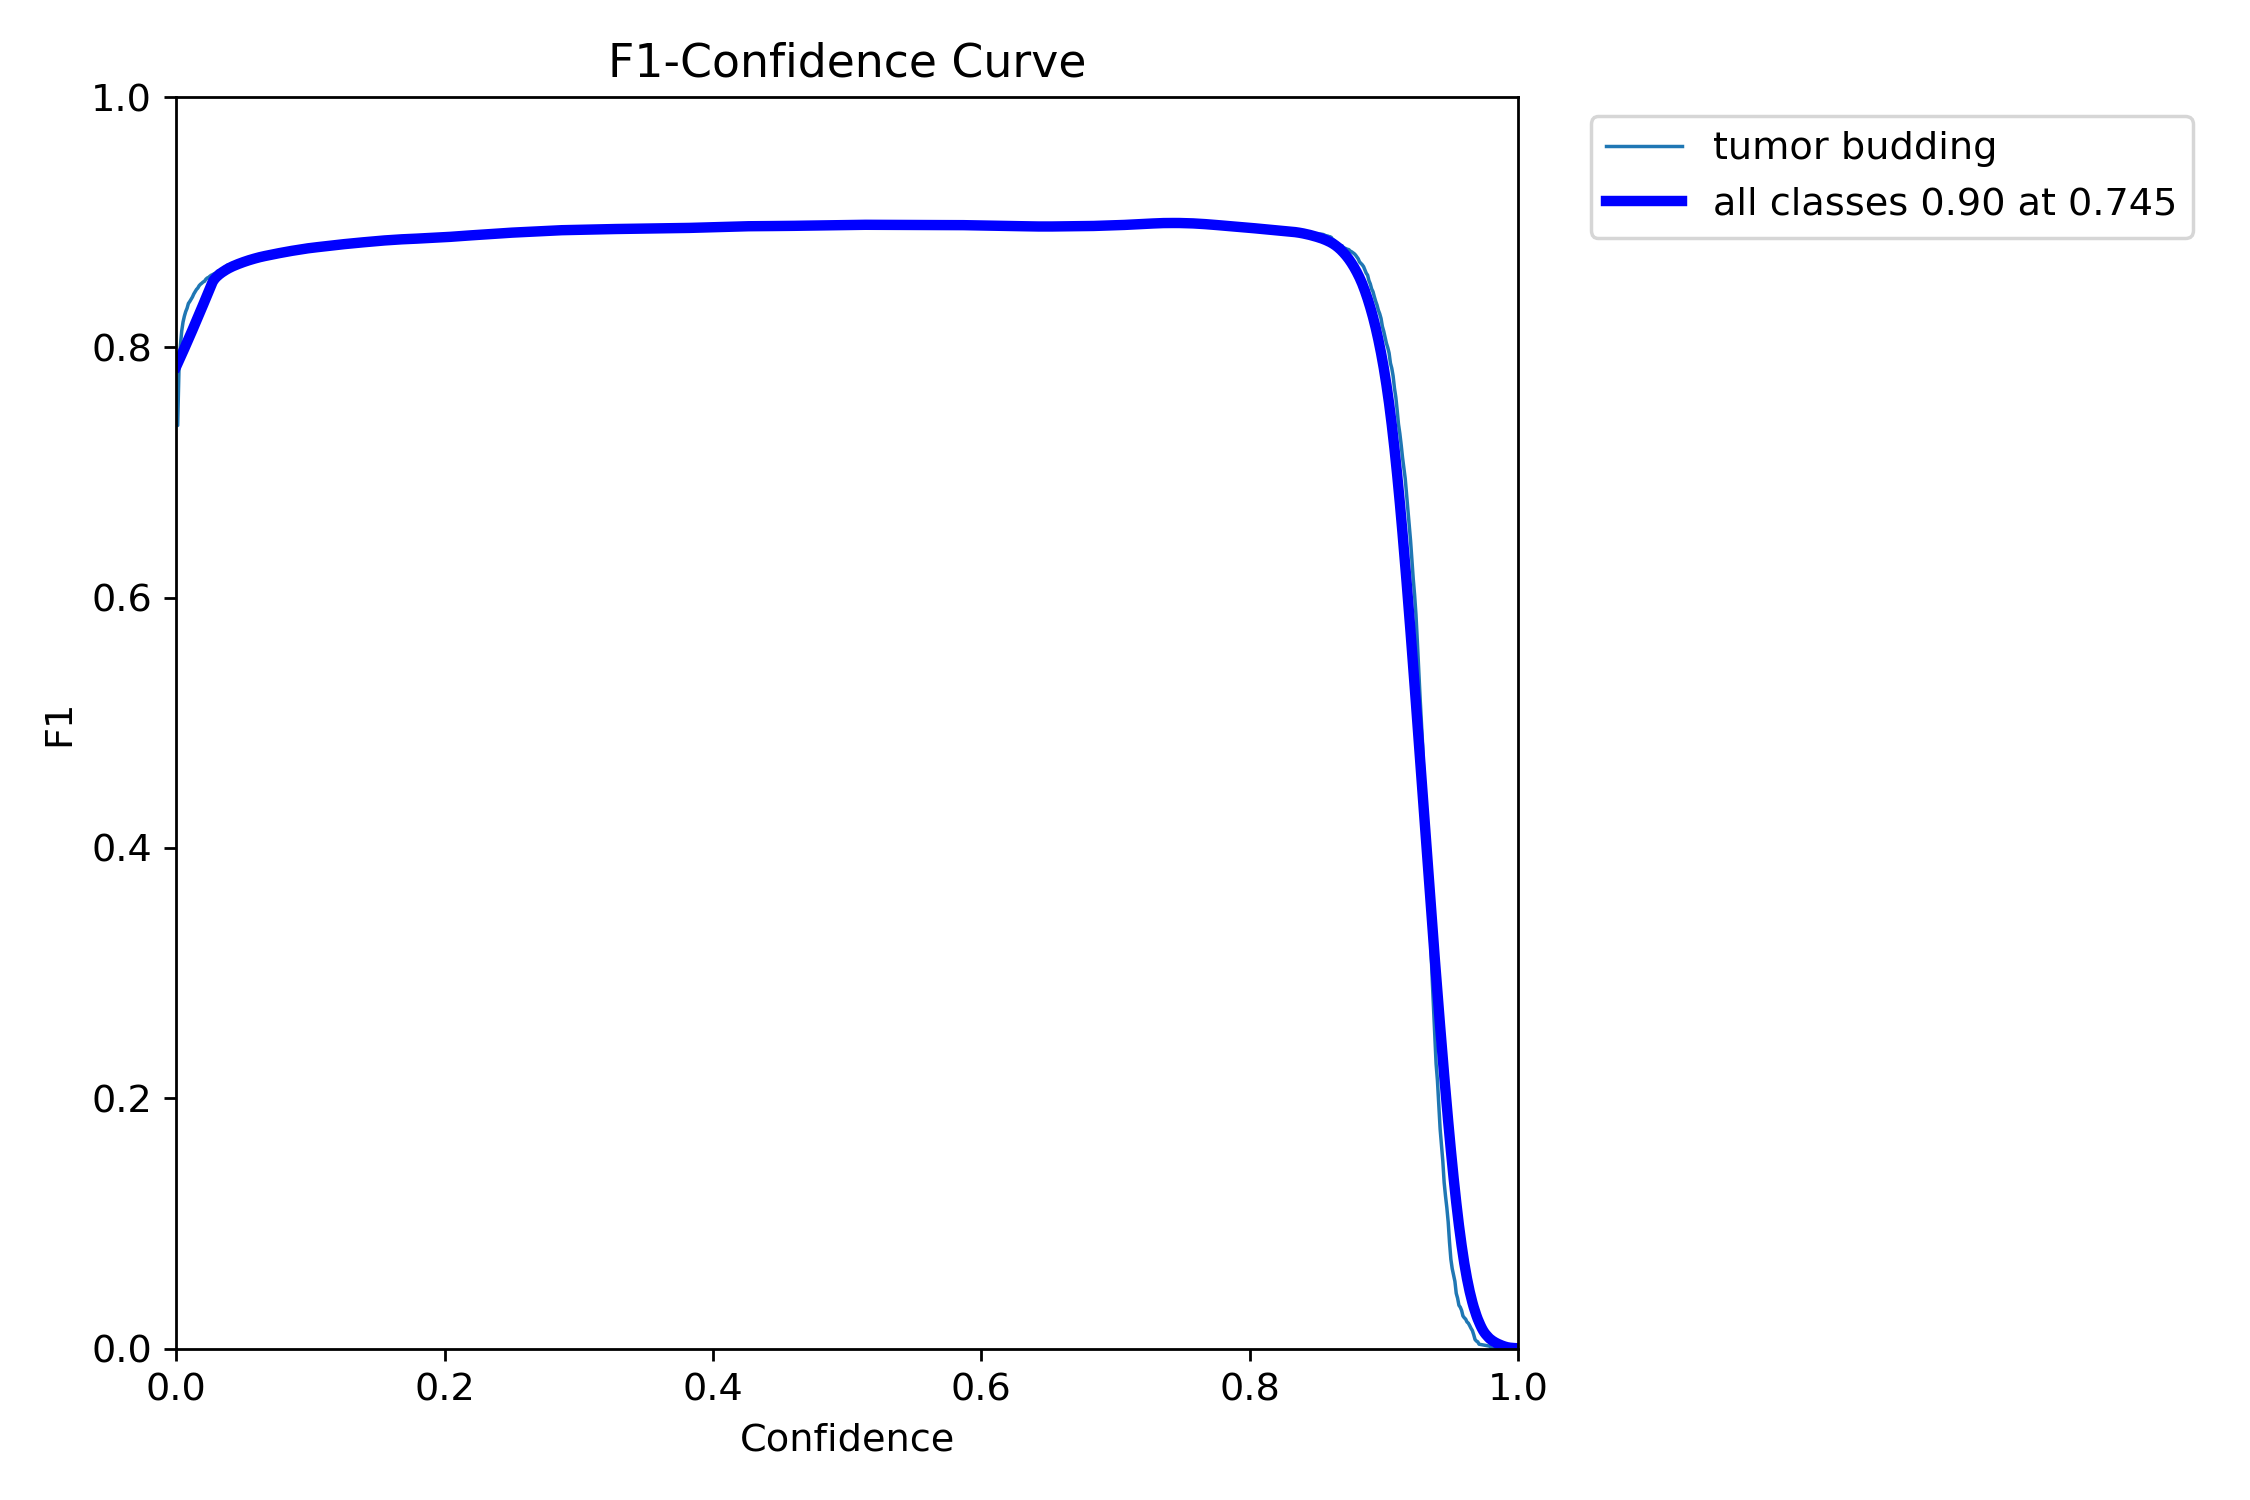 F1-Confidence Curve
tumor budding
all classes 0.90 at 0.745
1.0
0.8
0.6
0.4
0.2
0.0
F1
0.0 0.2 0.4 0.6 0.8 1.0
Confidence